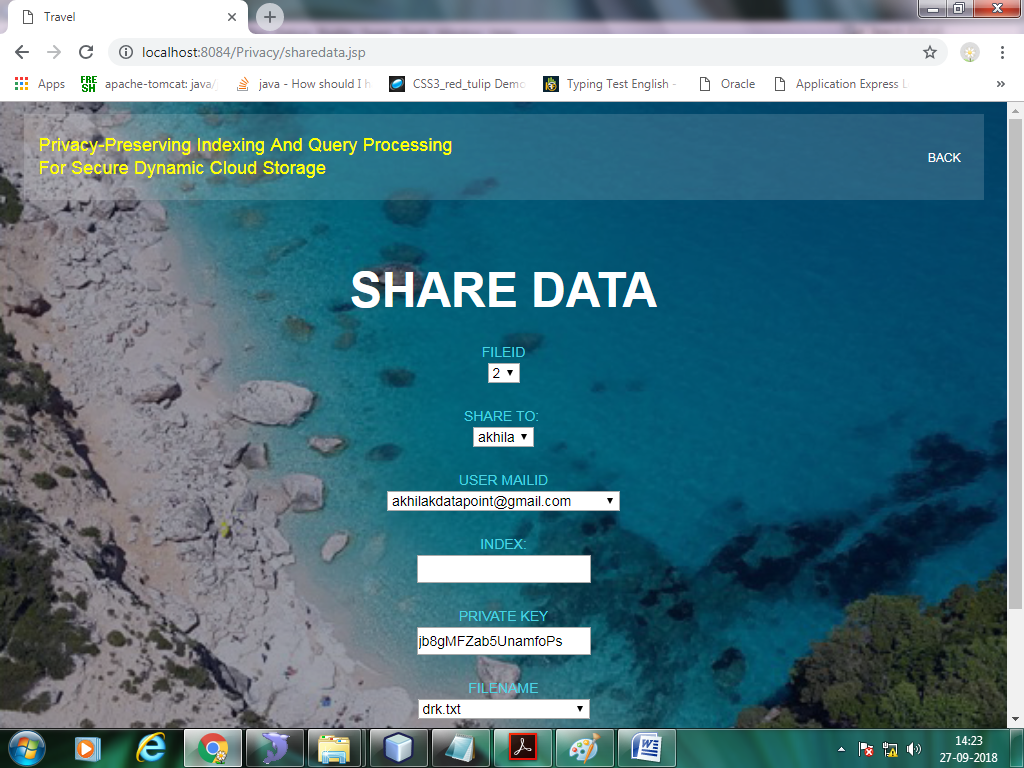 Travel
localhost:8084/Privacy/sharedata.jsp
Apps
FRE
SH
apache-tomcat: java/
java - How should I h
CSS3_red_tulip Demo
Typing Test English -
Oracle
Application Express L
»
Privacy-Preserving Indexing And Query Processing
For Secure Dynamic Cloud Storage
BACK
SHARE DATA
FILEID
2
SHARE TO:
akhila
USER MAILID
akhilakdatapoint@gmail.com
INDEX:
PRIVATE KEY
jb8gMFZab5UnamfoPs
FILENAME
drk.txt
14:23
27-09-2018